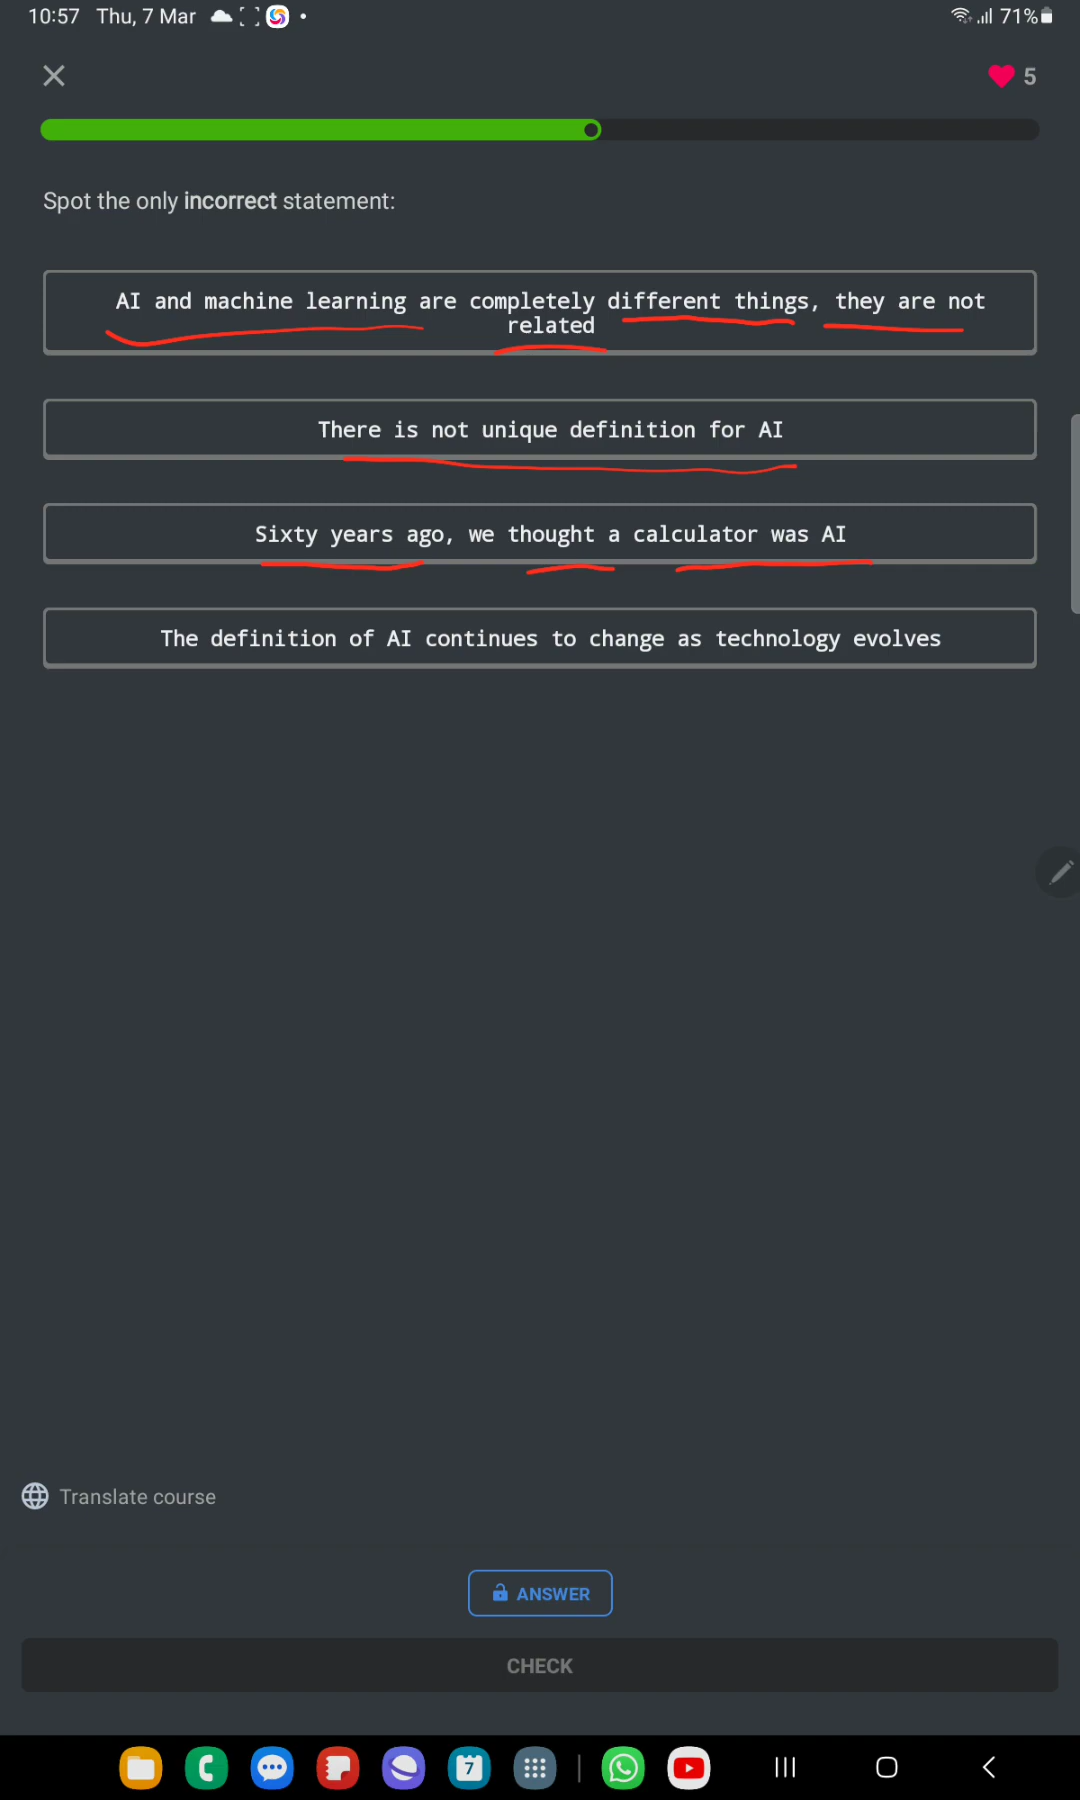 10:57 Thu, 7 Mar 71%
5
Spot the only incorrect statement:
AI and machine learning are completely different things, they are not
related
There is not unique definition for AI
Sixty years ago, we thought a calculator was AI
The definition of AI continues to change as technology evolves
Translate course
ANSWER
CHECK
7